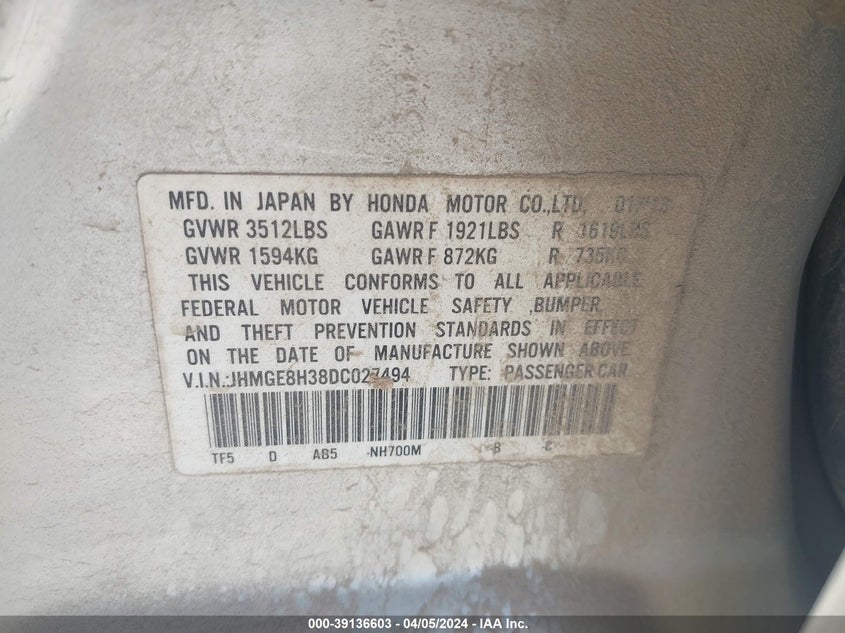 MFD. IN JAPAN BY HONDA MOTOR CO.,LTD.
GVWR 3512LBS GAWR F 1921LBS R 1619LBS
GVWR 1594KG GAWR F 872KG R 735KG
THIS VEHICLE CONFORMS TO ALL APPLICABLE
FEDERAL MOTOR VEHICLE SAFETY ,BUMPER,
AND THEFT PREVENTION STANDARDS IN EFFECT
ON THE DATE OF MANUFACTURE SHOWN ABOVE.
V.I.N.:JHMGE8H38DC027494 TYPE: PASSENGER CAR
TF5 D AB5 -NH700M -B
000-39136603 / 04/05/2024 - IAA Inc.